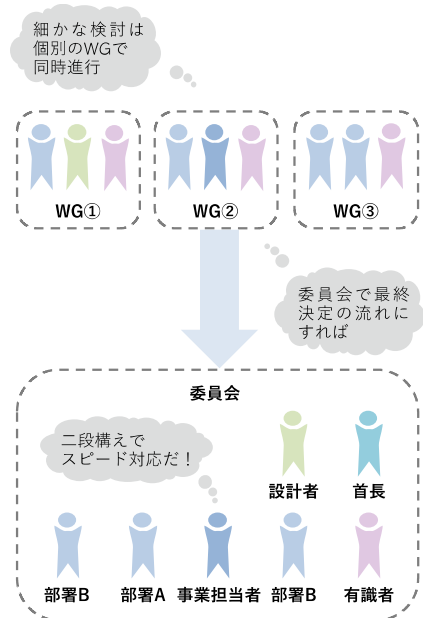 細かな検討は
個別のWGで
同時進行
WG①
WG②
WG③
委員会で最終
決定の流れに
すれば
委員会
二段構えで
スピード対応だ！
設計者
首長
部署B
部署A
事業担当者
部署B
有識者